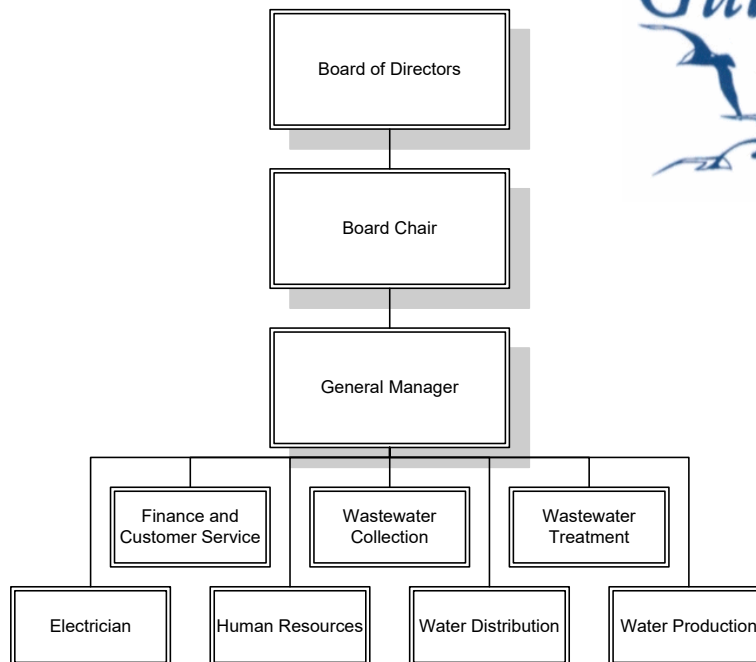 Board of Directors
Board Chair
General Manager
Finance and
Customer Service
Wastewater
Collection
Wastewater
Treatment
Electrician
Human Resources
Water Distribution
Water Production